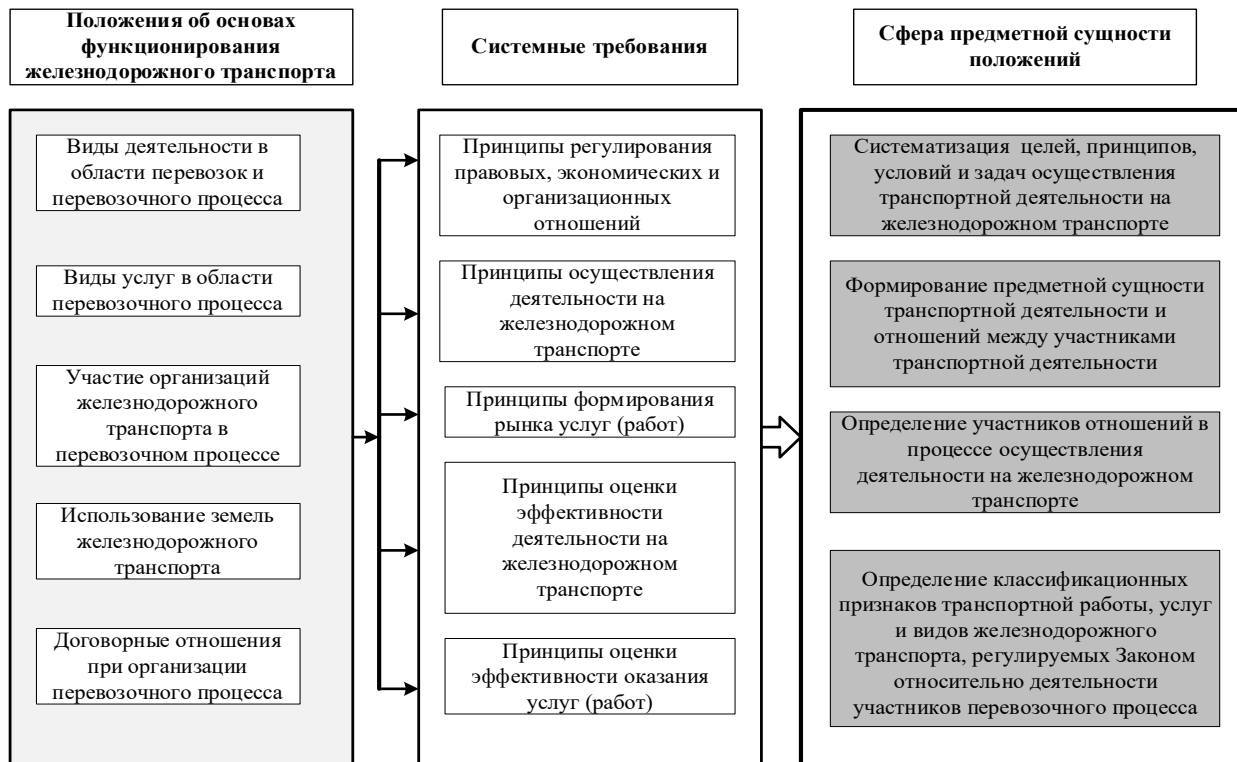 Положения об основах
функционирования
железнодорожного транспорта
Системные требования
Сфера предметной сущности
положений
Виды деятельности в
области перевозок и
перевозочного процесса
Виды услуг в области
перевозочного процесса
Участие организаций
железнодорожного
транспорта в
перевозочном процессе
Использование земель
железнодорожного
транспорта
Договорные отношения
при организации
перевозочного процесса
Принципы регулирования
правовых, экономических и
организационных
отношений
Принципы осуществления
деятельности на
железнодорожном
транспорте
Принципы формирования
рынка услуг (работ)
Принципы оценки
эффективности
деятельности на
железнодорожном
транспорте
Принципы оценки
эффективности оказания
услуг (работ)
Систематизация целей, принципов,
условий и задач осуществления
транспортной деятельности на
железнодорожном транспорте
Формирование предметной сущности
транспортной деятельности и
отношений между участниками
транспортной деятельности
Определение участников отношений в
процессе осуществления
деятельности на железнодорожном
транспорте
Определение классификационных
признаков транспортной работы, услуг
и видов железнодорожного
транспорта, регулируемых Законом
относительно деятельности
участников перевозочного процесса